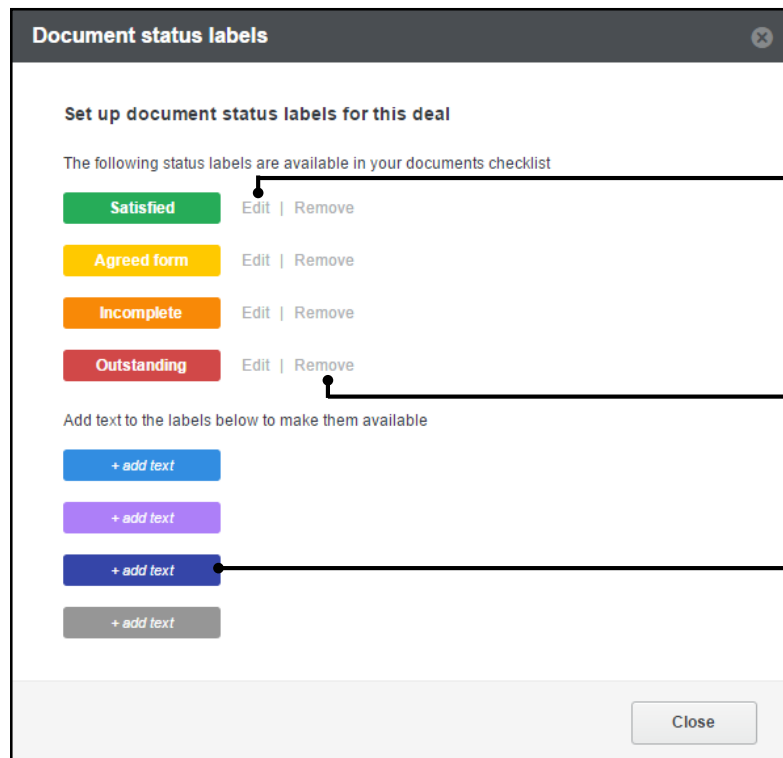 Document status labels
Set up document status labels for this deal
The following status labels are available in your documents checklist
Satisfied Edit | Remove
Agreed form Edit | Remove
Incomplete Edit | Remove
Outstanding Edit | Remove
Add text to the labels below to make them available
+ add text
+ add text
+ add text
+ add text
Close